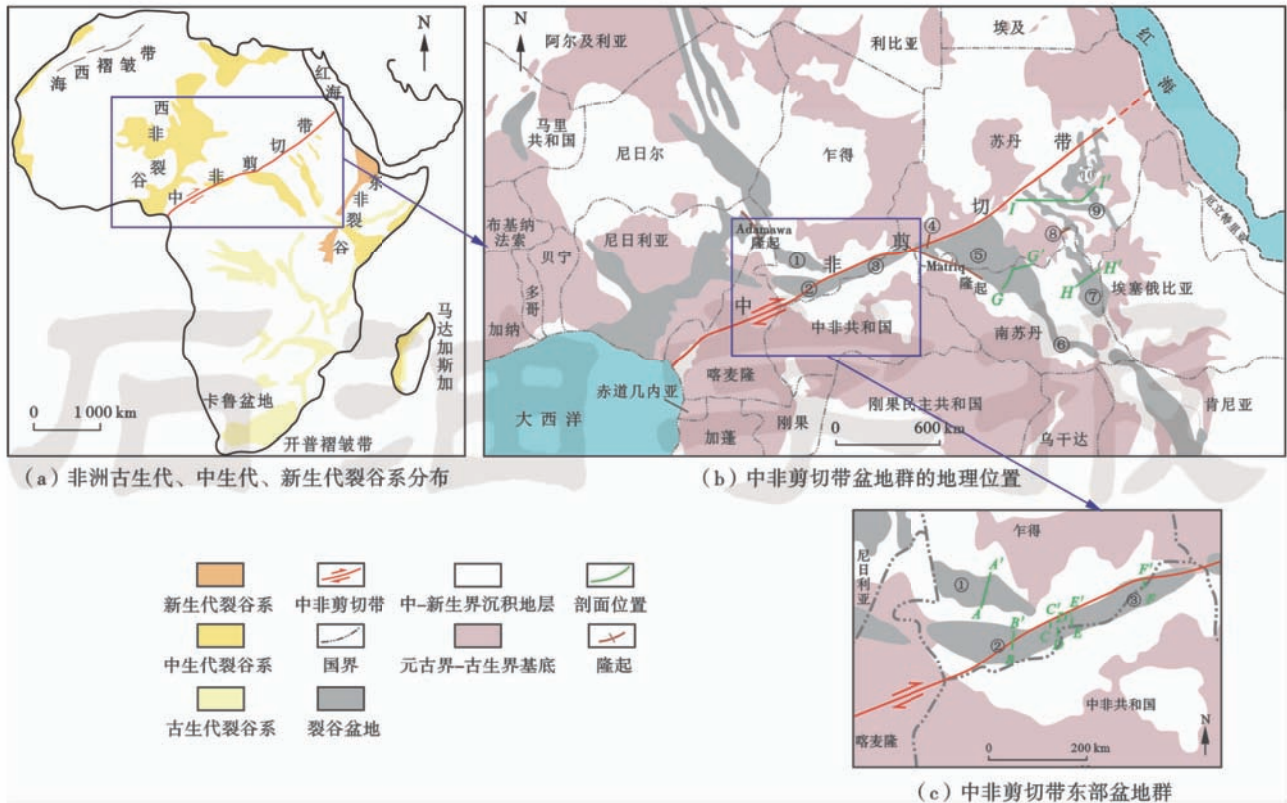 N
海西褶皱带
红海
西非裂谷
中非剪切带
东非裂谷
马达加斯加
卡鲁盆地
0 1 000 km
开普褶皱带
(a) 非洲古生代、中生代、新生代裂谷系分布
N
阿尔及利亚
利比亚
埃及
红海
马里
共和国
尼日尔
乍得
苏丹
中非剪切带
布基纳
法索
贝宁
多哥
加纳
尼日利亚
Adamawa
隆起
Matriq
隆起
①
②
③
④
⑤
⑥
⑦
⑧
⑨
⑩
I
I′
G
G′
H
H′
厄立特里亚
埃塞俄比亚
中非共和国
南苏丹
喀麦隆
赤道几内亚
大西洋
加蓬
刚果
刚果民主共和国
乌干达
肯尼亚
0 600 km
(b) 中非剪切带盆地群的地理位置
新生代裂谷系
中非剪切带
中–新生界沉积地层
剖面位置
中生代裂谷系
国界
元古界–古生界基底
隆起
古生代裂谷系
裂谷盆地
尼日利亚
乍得
①
A′
A
②
B′
B
C′
C
E′
E
F′
F
③
中非共和国
喀麦隆
0 200 km
N
(c) 中非剪切带东部盆地群
石油学报